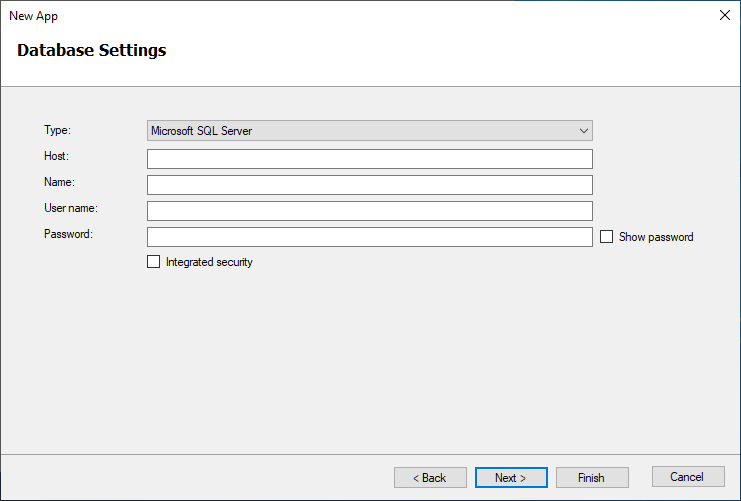 New App
Database Settings
Type: Microsoft SQL Server
Host:
Name:
User name:
Password: Show password
Integrated security
< Back Next > Finish Cancel